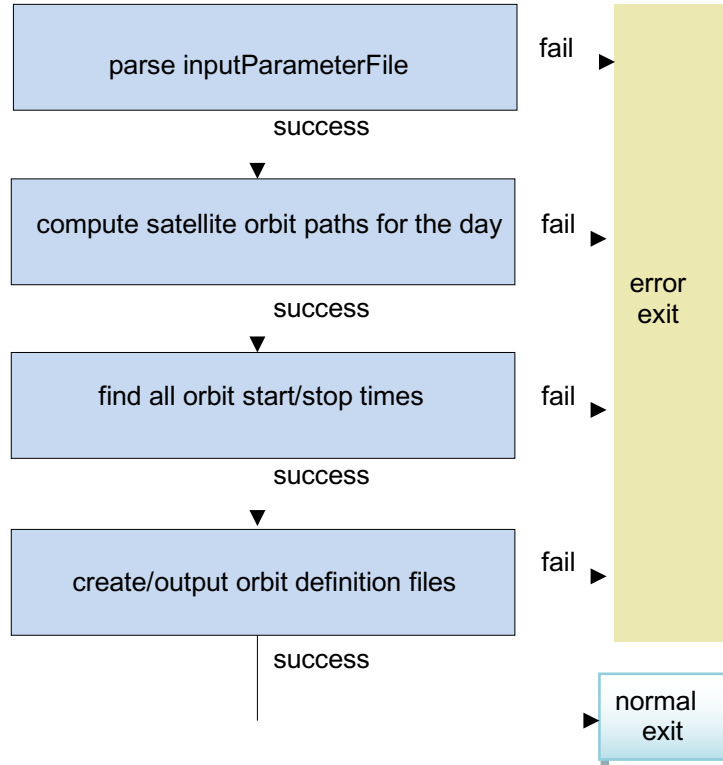 parse inputParameterFile
fail
success
compute satellite orbit paths for the day
fail
success
error
exit
find all orbit start/stop times
fail
success
create/output orbit definition files
fail
success
normal
exit